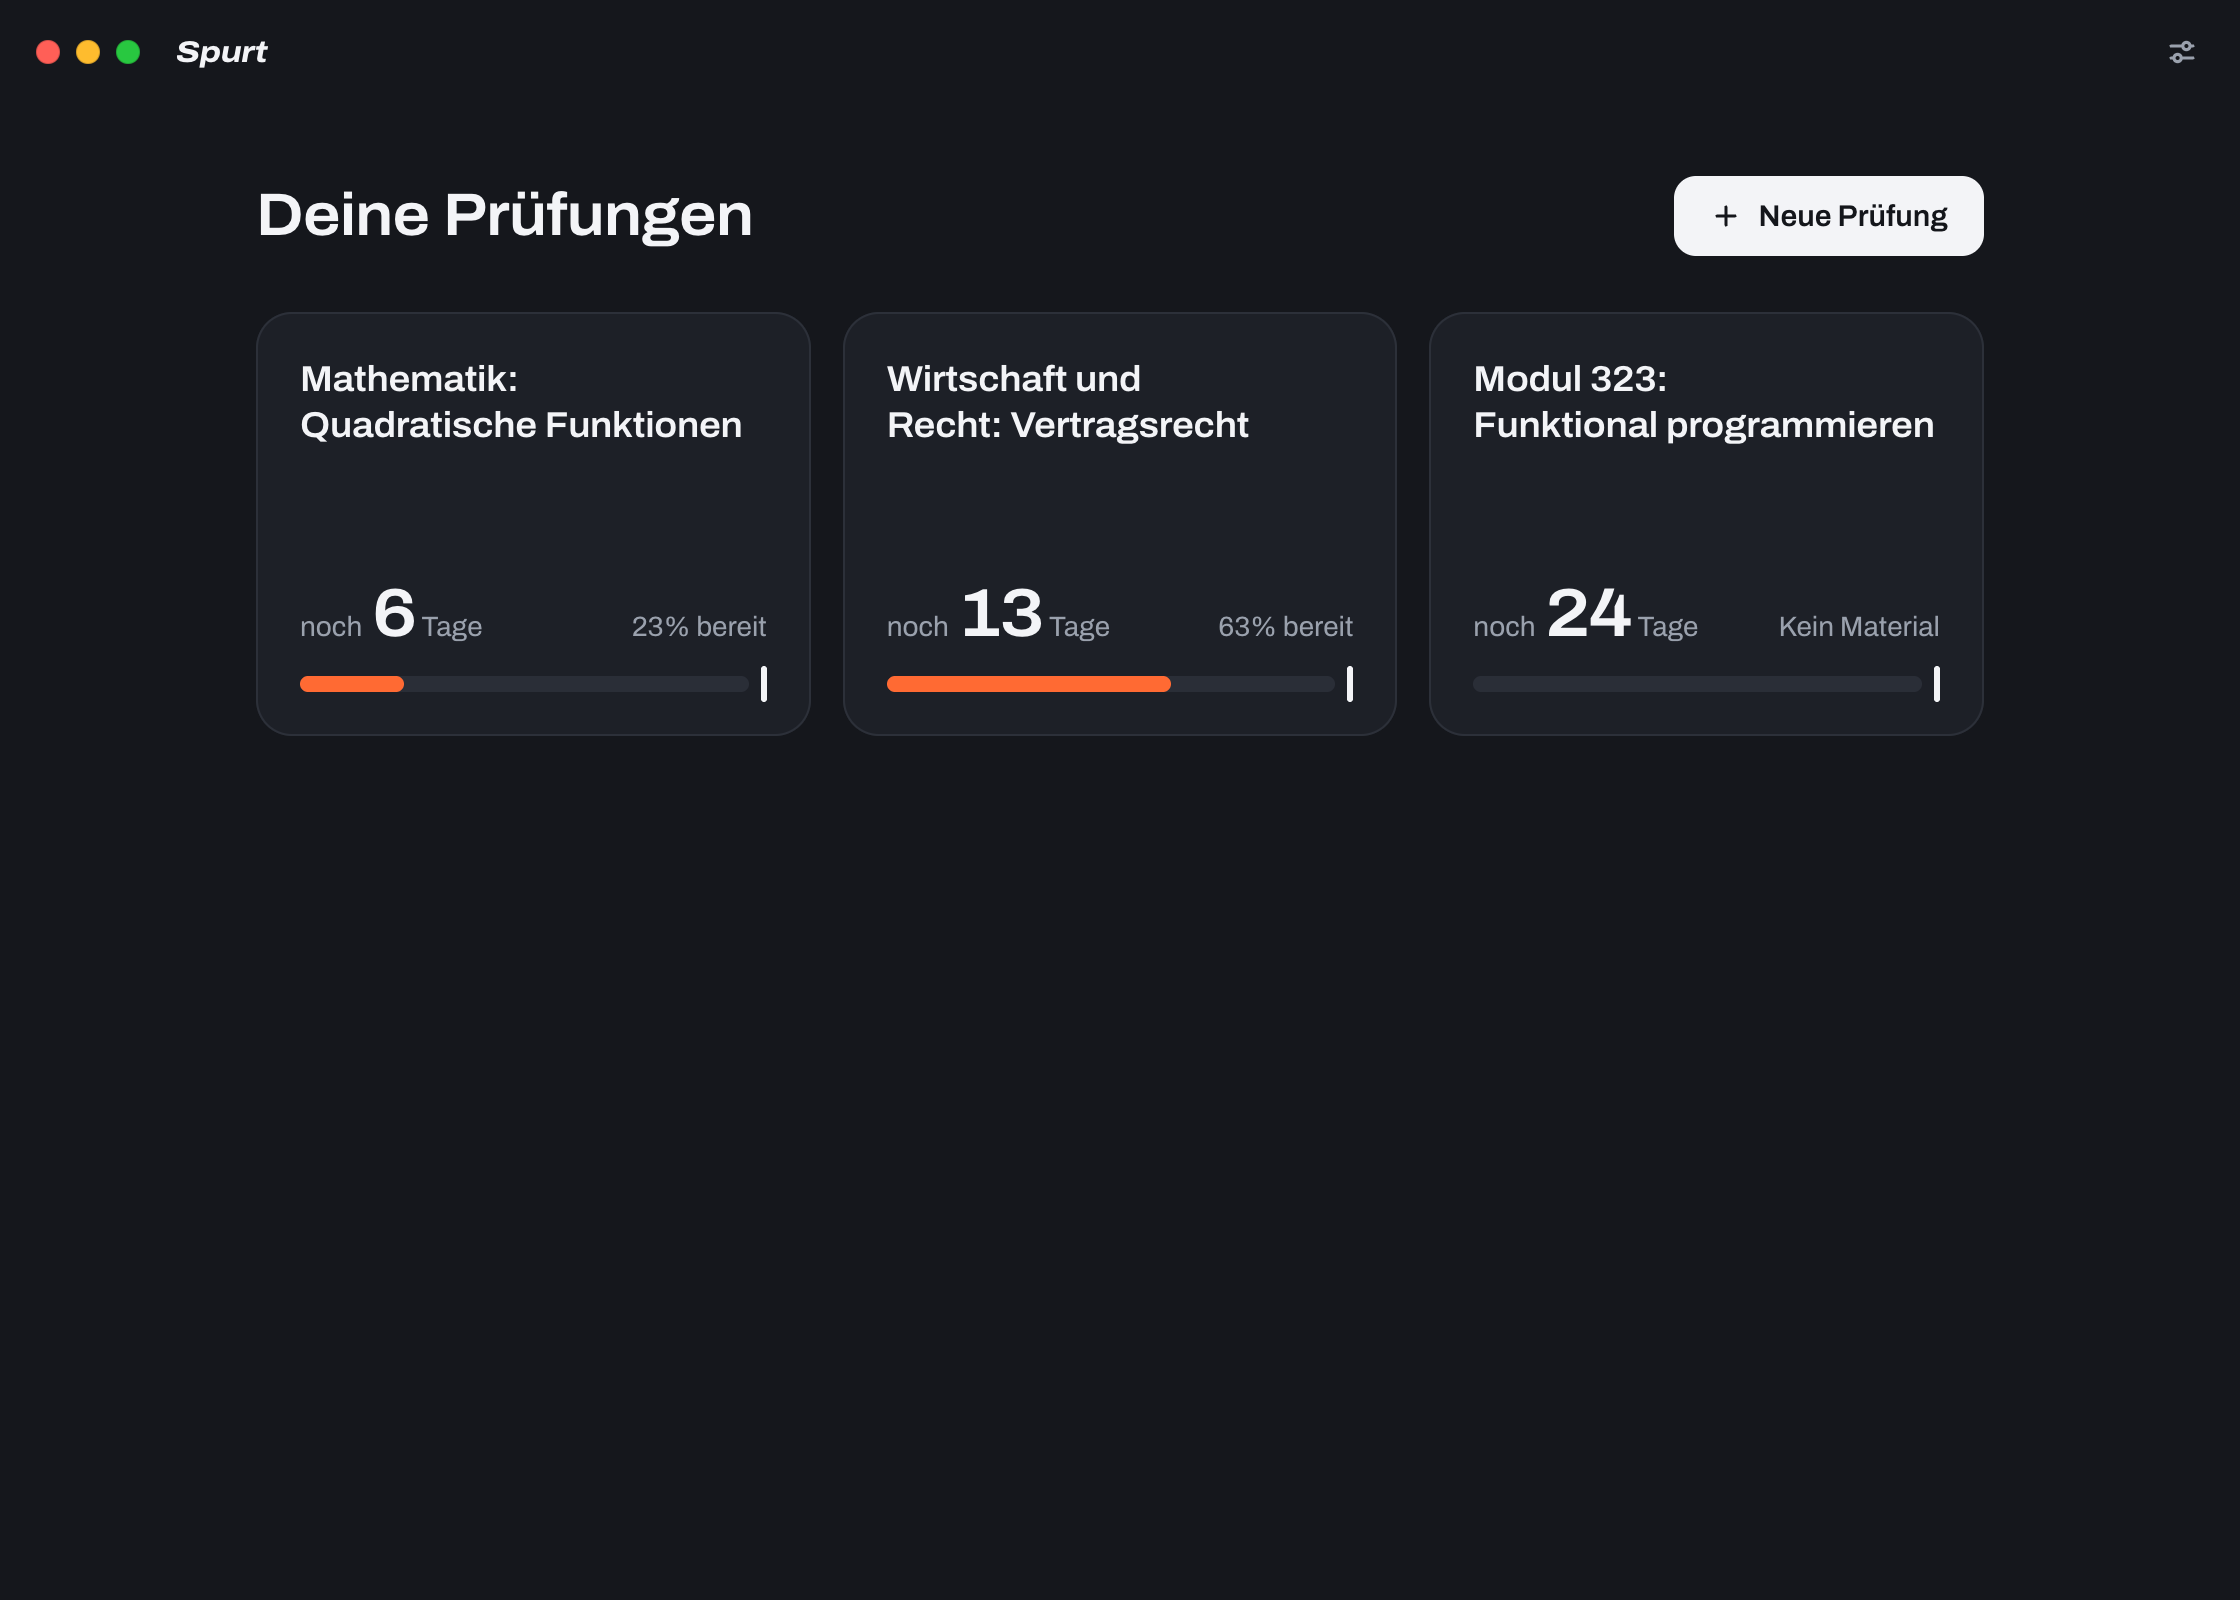 Spurt
Deine Prüfungen
Neue Prüfung
Mathematik:
Quadratische Funktionen
noch 6 Tage
23% bereit
Wirtschaft und
Recht: Vertragsrecht
noch 13 Tage
63% bereit
Modul 323:
Funktional programmieren
noch 24 Tage
Kein Material